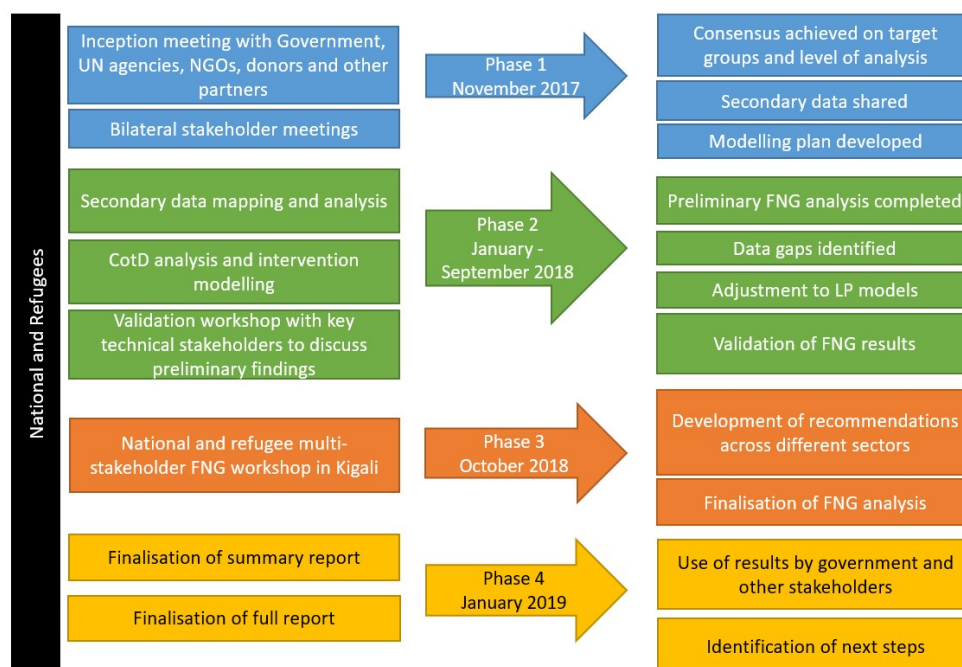 National and Refugees
Inception meeting with Government,
UN agencies, NGOs, donors and other
partners
Bilateral stakeholder meetings
Phase 1
November 2017
Consensus achieved on target
groups and level of analysis
Secondary data shared
Modelling plan developed
Secondary data mapping and analysis
CotD analysis and intervention
modelling
Validation workshop with key
technical stakeholders to discuss
preliminary findings
Phase 2
January -
September 2018
Preliminary FNG analysis completed
Data gaps identified
Adjustment to LP models
Validation of FNG results
National and refugee multi-
stakeholder FNG workshop in Kigali
Phase 3
October 2018
Development of recommendations
across different sectors
Finalisation of FNG analysis
Finalisation of summary report
Finalisation of full report
Phase 4
January 2019
Use of results by government and
other stakeholders
Identification of next steps